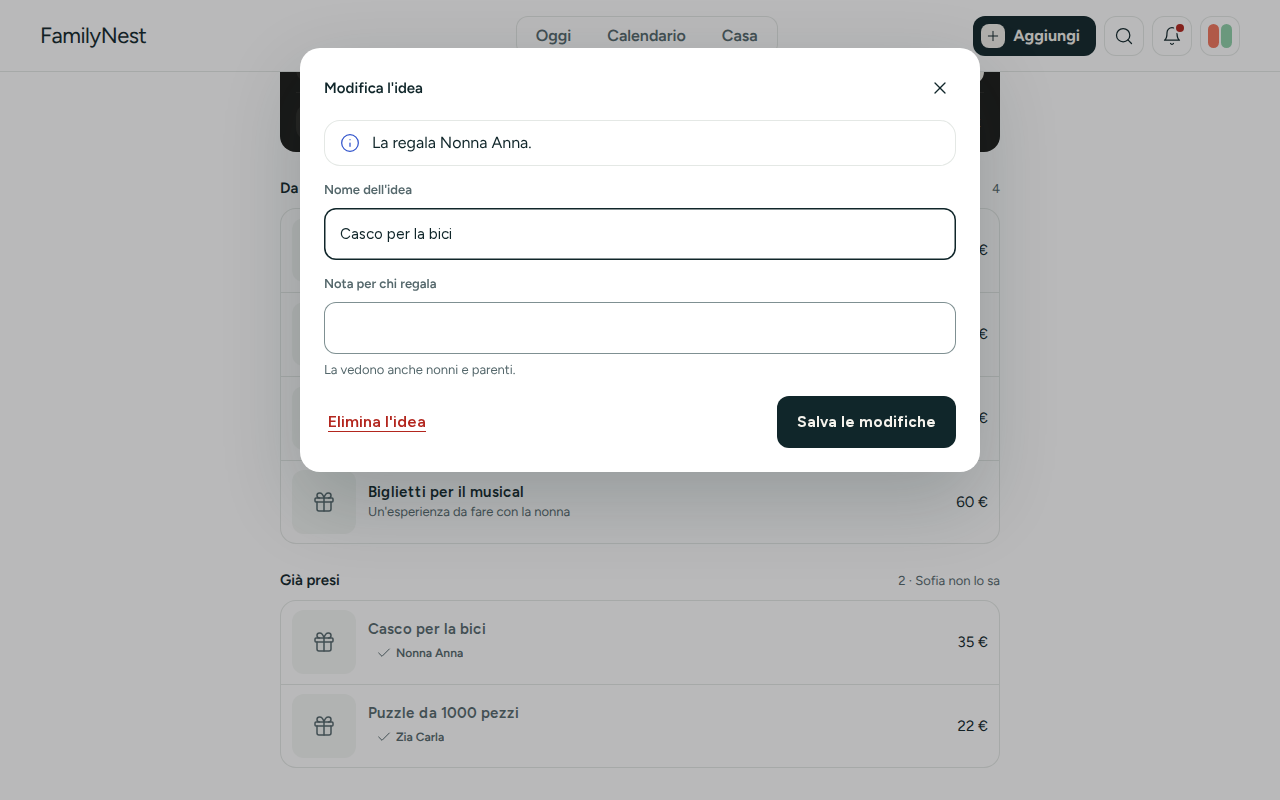 FamilyNest
Oggi
Calendario
Casa
Aggiungi
Modifica l'idea
La regala Nonna Anna.
Nome dell'idea
Casco per la bici
Nota per chi regala
La vedono anche nonni e parenti.
Elimina l'idea
Salva le modifiche
Da
4
€
€
€
Biglietti per il musical
Un'esperienza da fare con la nonna
60 €
Già presi
2 · Sofia non lo sa
Casco per la bici
Nonna Anna
35 €
Puzzle da 1000 pezzi
Zia Carla
22 €